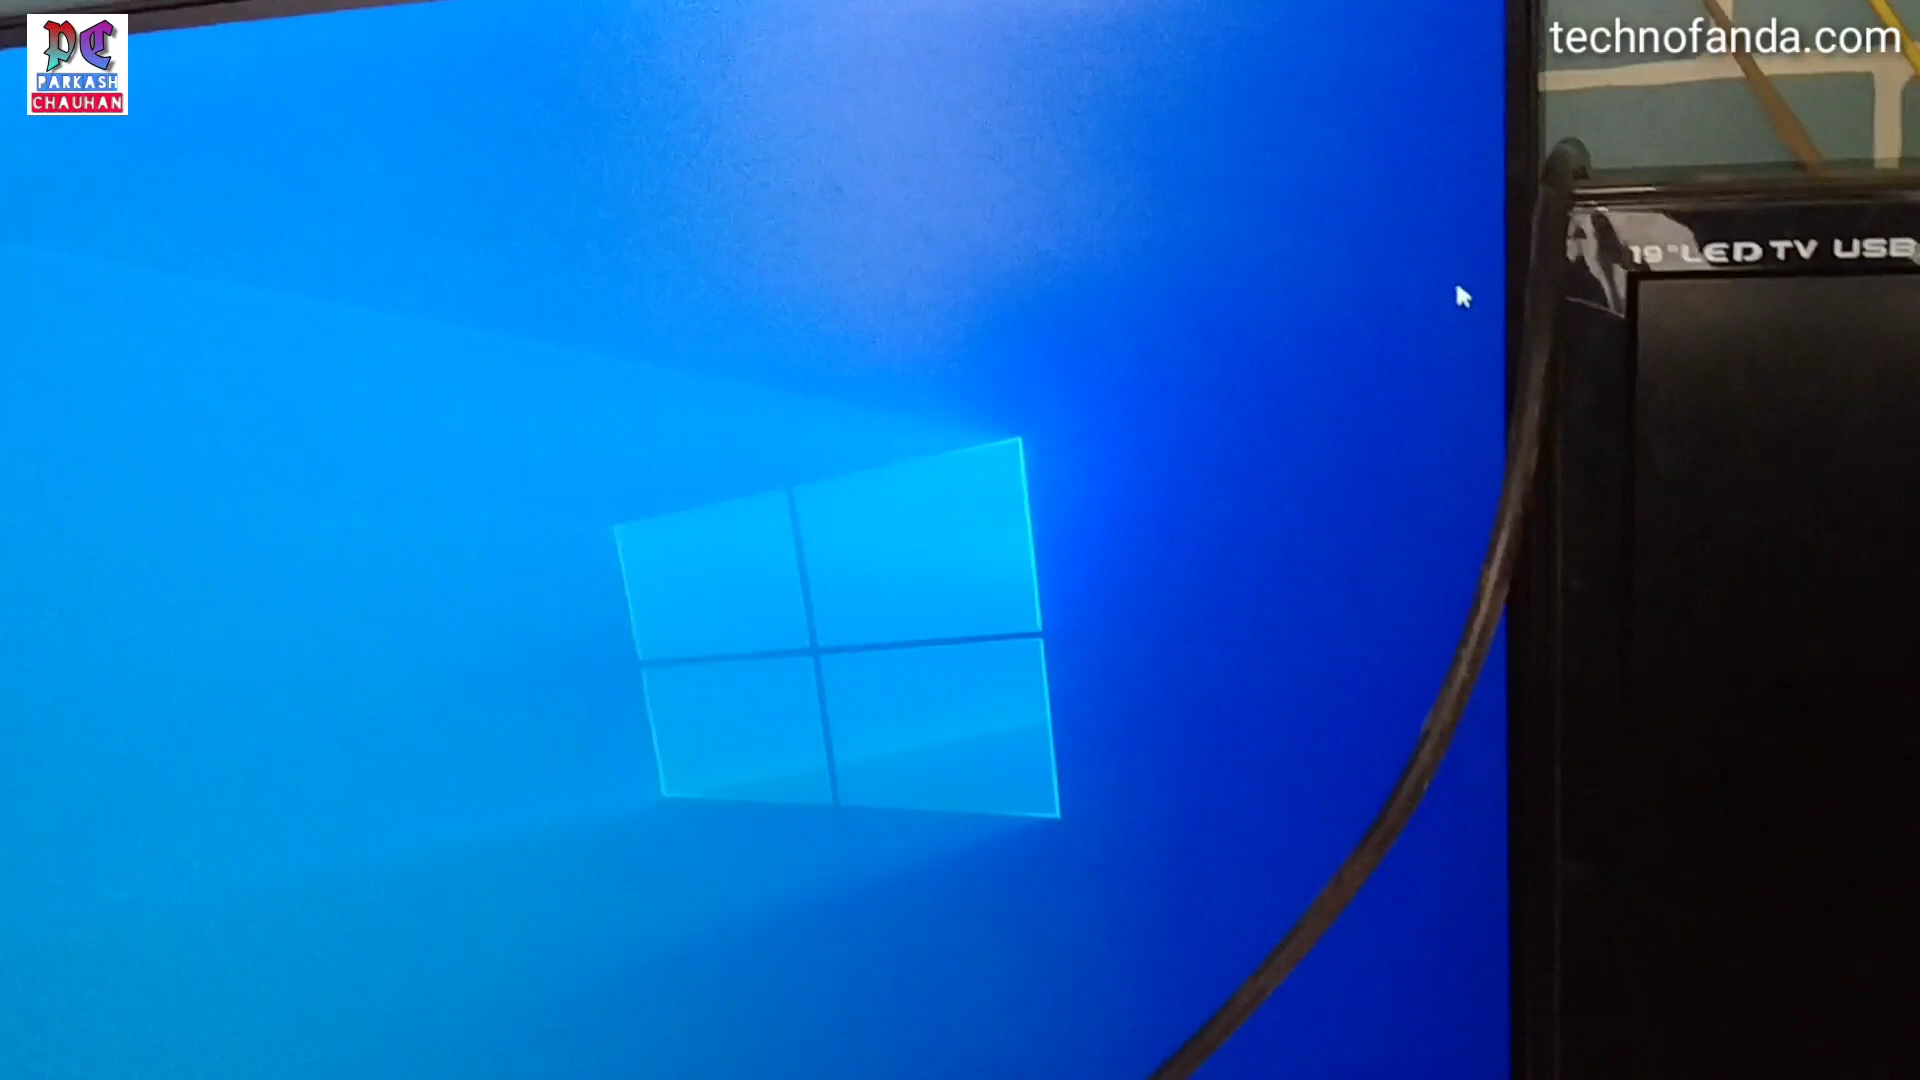 PC
PARKASH
CHAUHAN
technofanda.com
19" LED TV USB